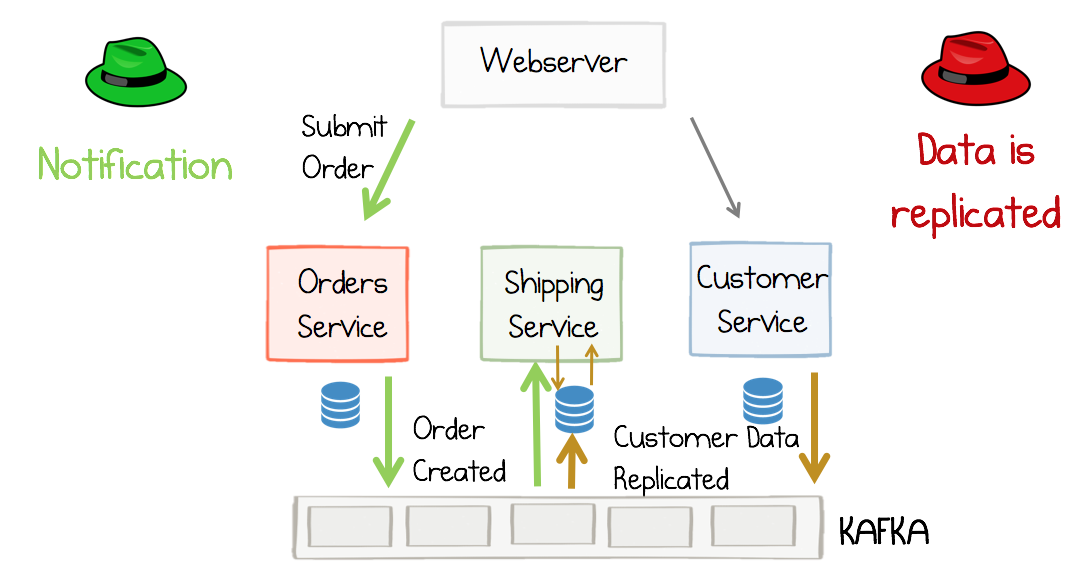 Webserver
Submit
Order
Notification
Data is
replicated
Orders
Service
Shipping
Service
Customer
Service
Order
Created
Customer Data
Replicated
KAFKA